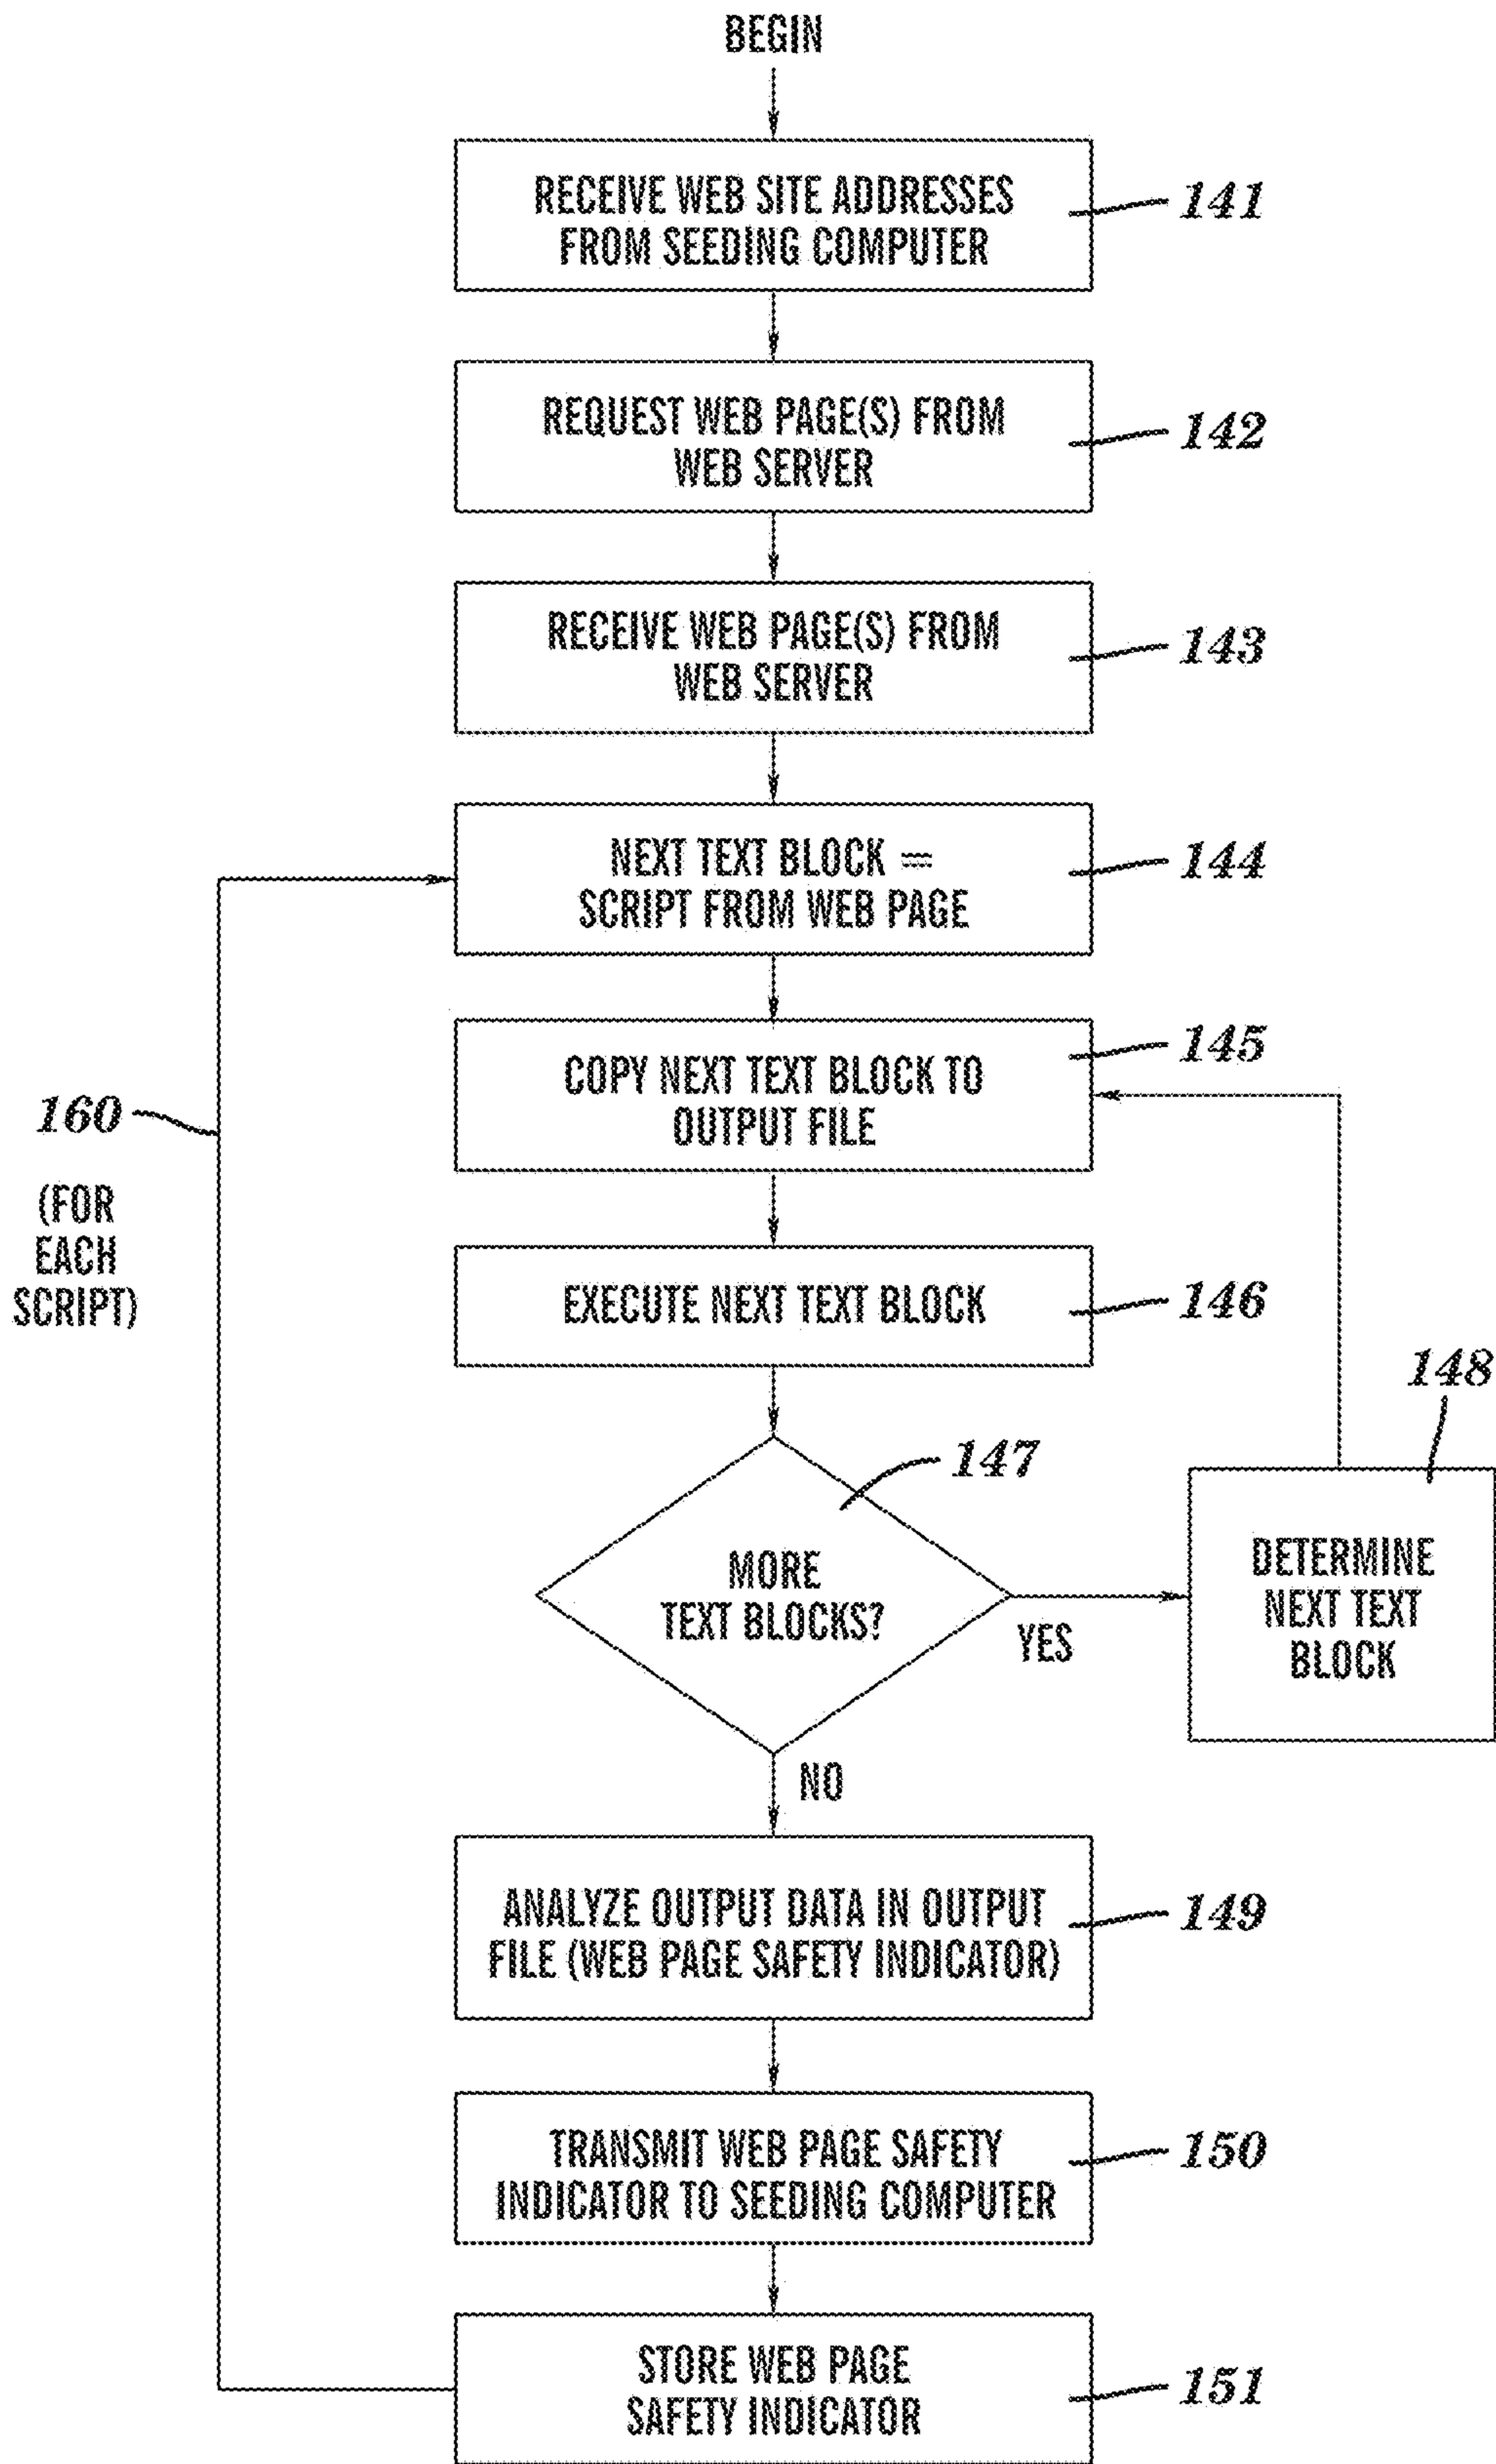 BEGIN
RECEIVE WEB SITE ADDRESSES
FROM SEEDING COMPUTER
141
REQUEST WEB PAGE(S) FROM
WEB SERVER
142
RECEIVE WEB PAGE(S) FROM
WEB SERVER
143
NEXT TEXT BLOCK =
SCRIPT FROM WEB PAGE
144
COPY NEXT TEXT BLOCK TO
OUTPUT FILE
145
160
(FOR
EACH
SCRIPT)
EXECUTE NEXT TEXT BLOCK
146
147
MORE
TEXT BLOCKS?
YES
148
DETERMINE
NEXT TEXT
BLOCK
NO
ANALYZE OUTPUT DATA IN OUTPUT
FILE (WEB PAGE SAFETY INDICATOR)
149
TRANSMIT WEB PAGE SAFETY
INDICATOR TO SEEDING COMPUTER
150
STORE WEB PAGE
SAFETY INDICATOR
151